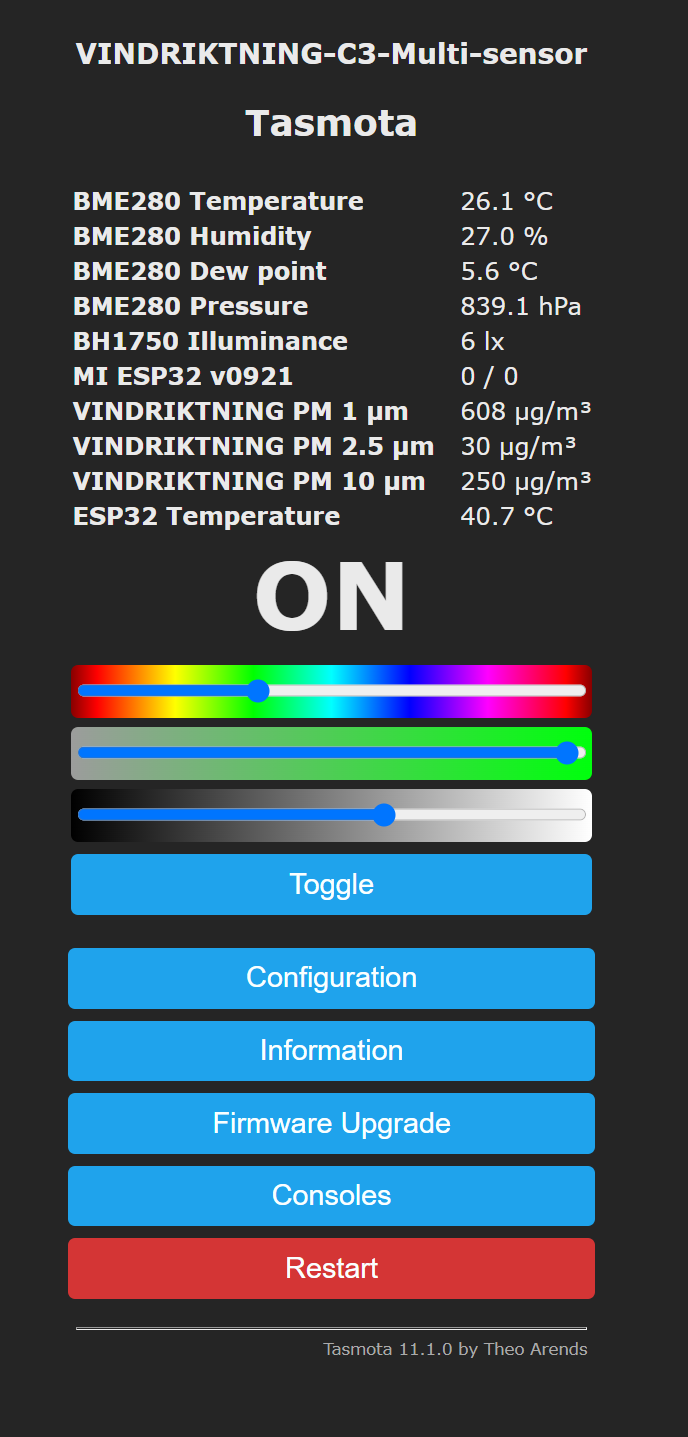 VINDRIKTNING-C3-Multi-sensor
Tasmota
BME280 Temperature 26.1 °C
BME280 Humidity 27.0 %
BME280 Dew point 5.6 °C
BME280 Pressure 839.1 hPa
BH1750 Illuminance 6 lx
MI ESP32 v0921 0 / 0
VINDRIKTNING PM 1 µm 608 µg/m³
VINDRIKTNING PM 2.5 µm 30 µg/m³
VINDRIKTNING PM 10 µm 250 µg/m³
ESP32 Temperature 40.7 °C
ON
Toggle
Configuration
Information
Firmware Upgrade
Consoles
Restart
Tasmota 11.1.0 by Theo Arends